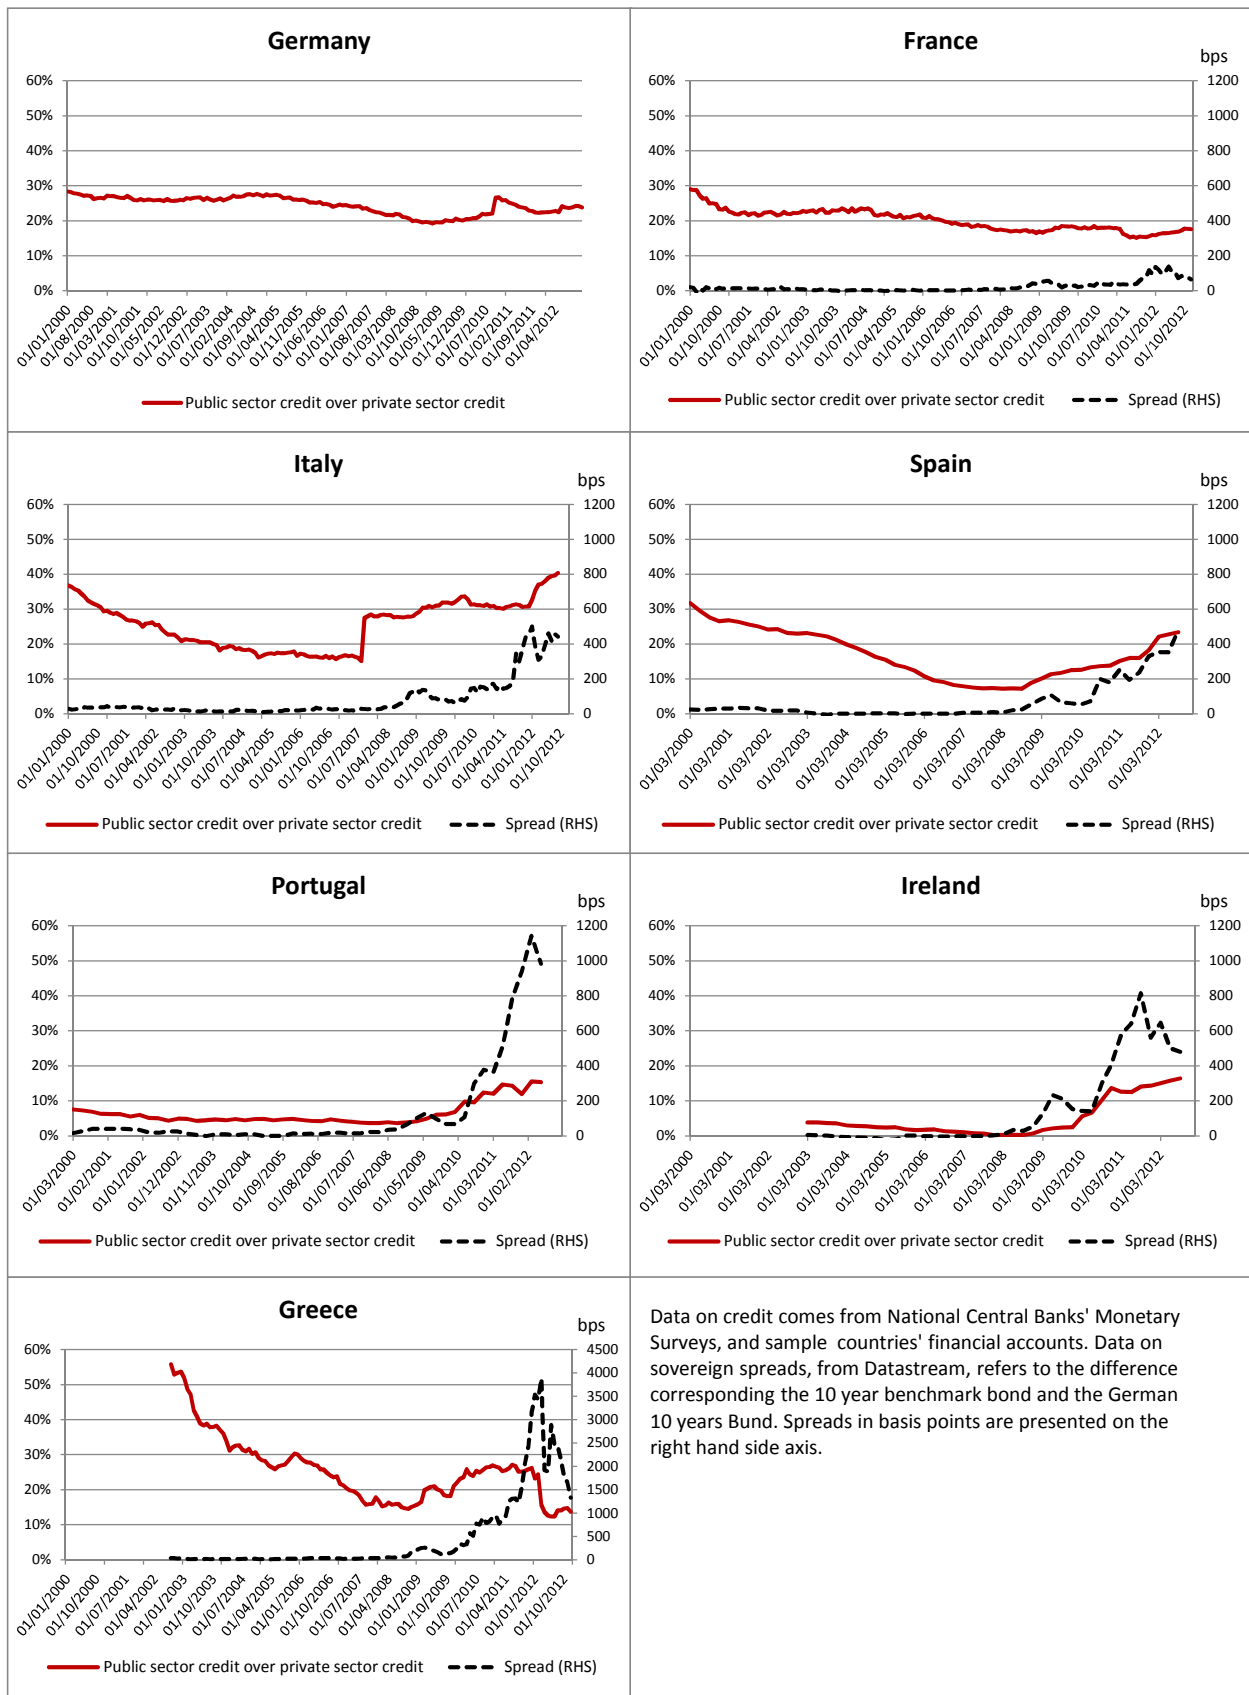 Germany
60%
50%
40%
30%
20%
10%
0%
01/01/2000 01/08/2000 01/03/2001 01/10/2001 01/05/2002 01/12/2002 01/07/2003 01/02/2004 01/09/2004 01/04/2005 01/11/2005 01/06/2006 01/01/2007 01/08/2007 01/03/2008 01/10/2008 01/05/2009 01/12/2009 01/07/2010 01/02/2011 01/09/2011 01/04/2012
Public sector credit over private sector credit
France
bps
60% 1200
50% 1000
40% 800
30% 600
20% 400
10% 200
0% 0
01/01/2000 01/10/2000 01/07/2001 01/04/2002 01/01/2003 01/10/2003 01/07/2004 01/04/2005 01/01/2006 01/10/2006 01/07/2007 01/04/2008 01/01/2009 01/10/2009 01/07/2010 01/04/2011 01/01/2012 01/10/2012
Public sector credit over private sector credit Spread (RHS)
Italy
bps
60% 1200
50% 1000
40% 800
30% 600
20% 400
10% 200
0% 0
01/01/2000 01/10/2000 01/07/2001 01/04/2002 01/01/2003 01/10/2003 01/07/2004 01/04/2005 01/01/2006 01/10/2006 01/07/2007 01/04/2008 01/01/2009 01/10/2009 01/07/2010 01/04/2011 01/01/2012 01/10/2012
Public sector credit over private sector credit Spread (RHS)
Spain
bps
60% 1200
50% 1000
40% 800
30% 600
20% 400
10% 200
0% 0
01/03/2000 01/03/2001 01/03/2002 01/03/2003 01/03/2004 01/03/2005 01/03/2006 01/03/2007 01/03/2008 01/03/2009 01/03/2010 01/03/2011 01/03/2012
Public sector credit over private sector credit Spread (RHS)
Portugal
bps
60% 1200
50% 1000
40% 800
30% 600
20% 400
10% 200
0% 0
01/03/2000 01/02/2001 01/01/2002 01/12/2002 01/11/2003 01/10/2004 01/09/2005 01/08/2006 01/07/2007 01/06/2008 01/05/2009 01/04/2010 01/03/2011 01/02/2012
Public sector credit over private sector credit Spread (RHS)
Ireland
bps
60% 1200
50% 1000
40% 800
30% 600
20% 400
10% 200
0% 0
01/03/2000 01/03/2001 01/03/2002 01/03/2003 01/03/2004 01/03/2005 01/03/2006 01/03/2007 01/03/2008 01/03/2009 01/03/2010 01/03/2011 01/03/2012
Public sector credit over private sector credit Spread (RHS)
Greece
bps
60% 4500
4000
50% 3500
40% 3000
2500
30% 2000
20% 1500
1000
10% 500
0% 0
01/01/2000 01/10/2000 01/07/2001 01/04/2002 01/01/2003 01/10/2003 01/07/2004 01/04/2005 01/01/2006 01/10/2006 01/07/2007 01/04/2008 01/01/2009 01/10/2009 01/07/2010 01/04/2011 01/01/2012 01/10/2012
Public sector credit over private sector credit Spread (RHS)
Data on credit comes from National Central Banks' Monetary
Surveys, and sample countries' financial accounts. Data on
sovereign spreads, from Datastream, refers to the difference
corresponding the 10 year benchmark bond and the German
10 years Bund. Spreads in basis points are presented on the
right hand side axis.